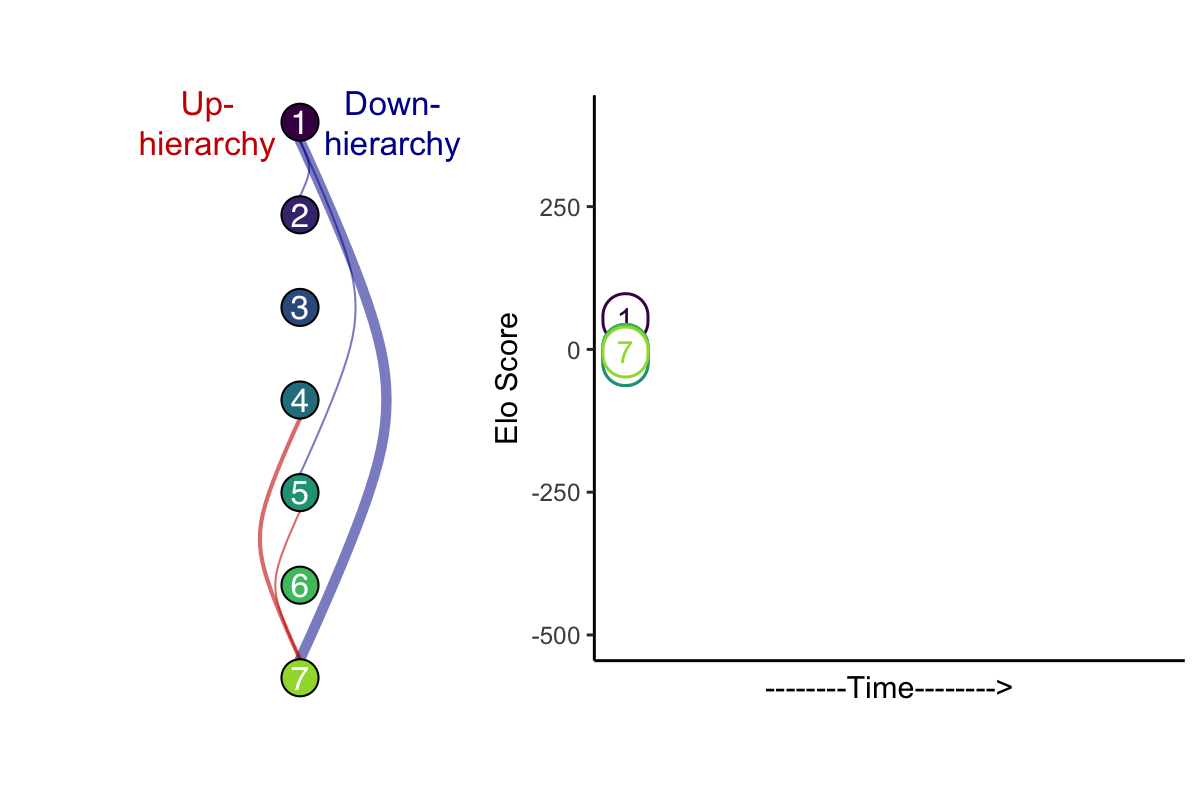 Up-
hierarchy
Down-
hierarchy
1
2
3
4
5
6
7
Elo Score
250
0
-250
-500
1
7
--------Time-------->